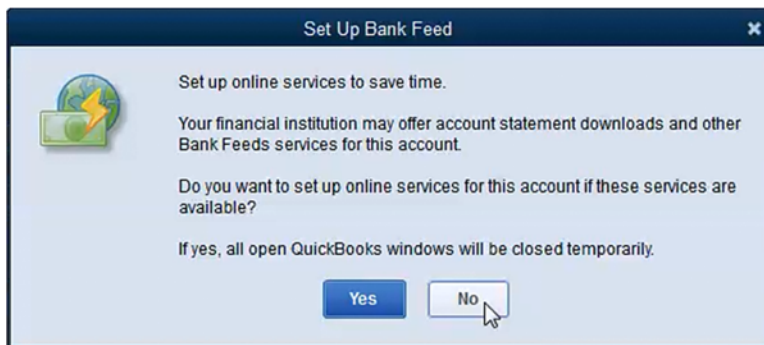 Set Up Bank Feed
Set up online services to save time.
Your financial institution may offer account statement downloads and other
Bank Feeds services for this account.
Do you want to set up online services for this account if these services are
available?
If yes, all open QuickBooks windows will be closed temporarily.
Yes
No